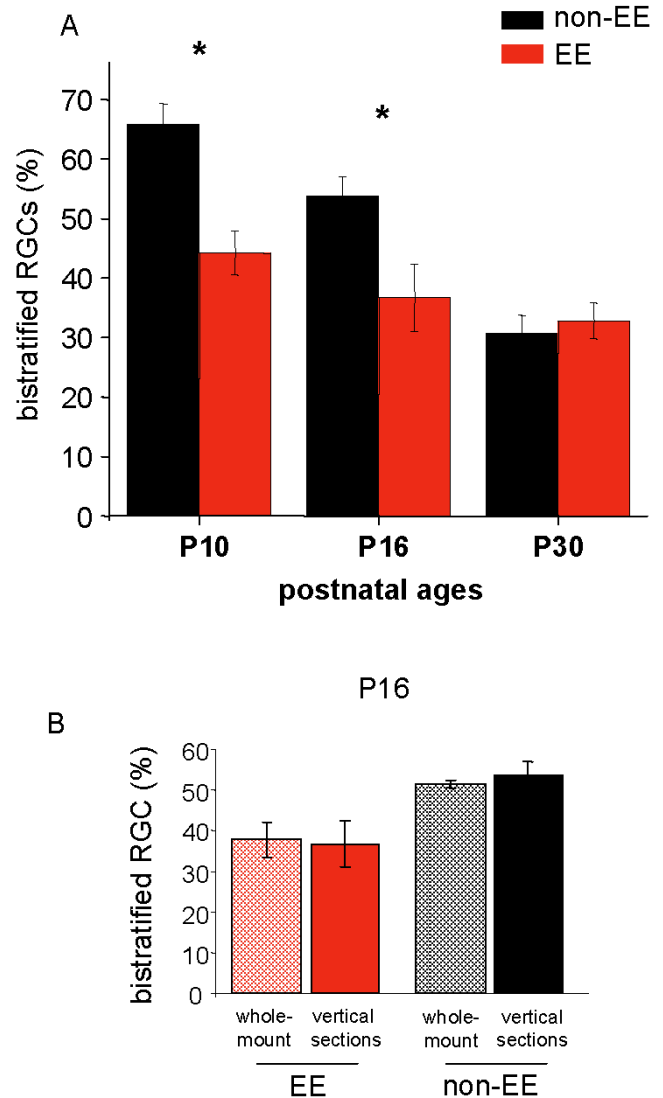 A
non-EE
EE
*
*
bistratified RGCs (%)
70
60
50
40
30
20
10
0
P10 P16 P30
postnatal ages
P16
B
bistratified RGC (%)
60
50
40
30
20
10
0
whole-mount vertical sections whole-mount vertical sections
EE non-EE